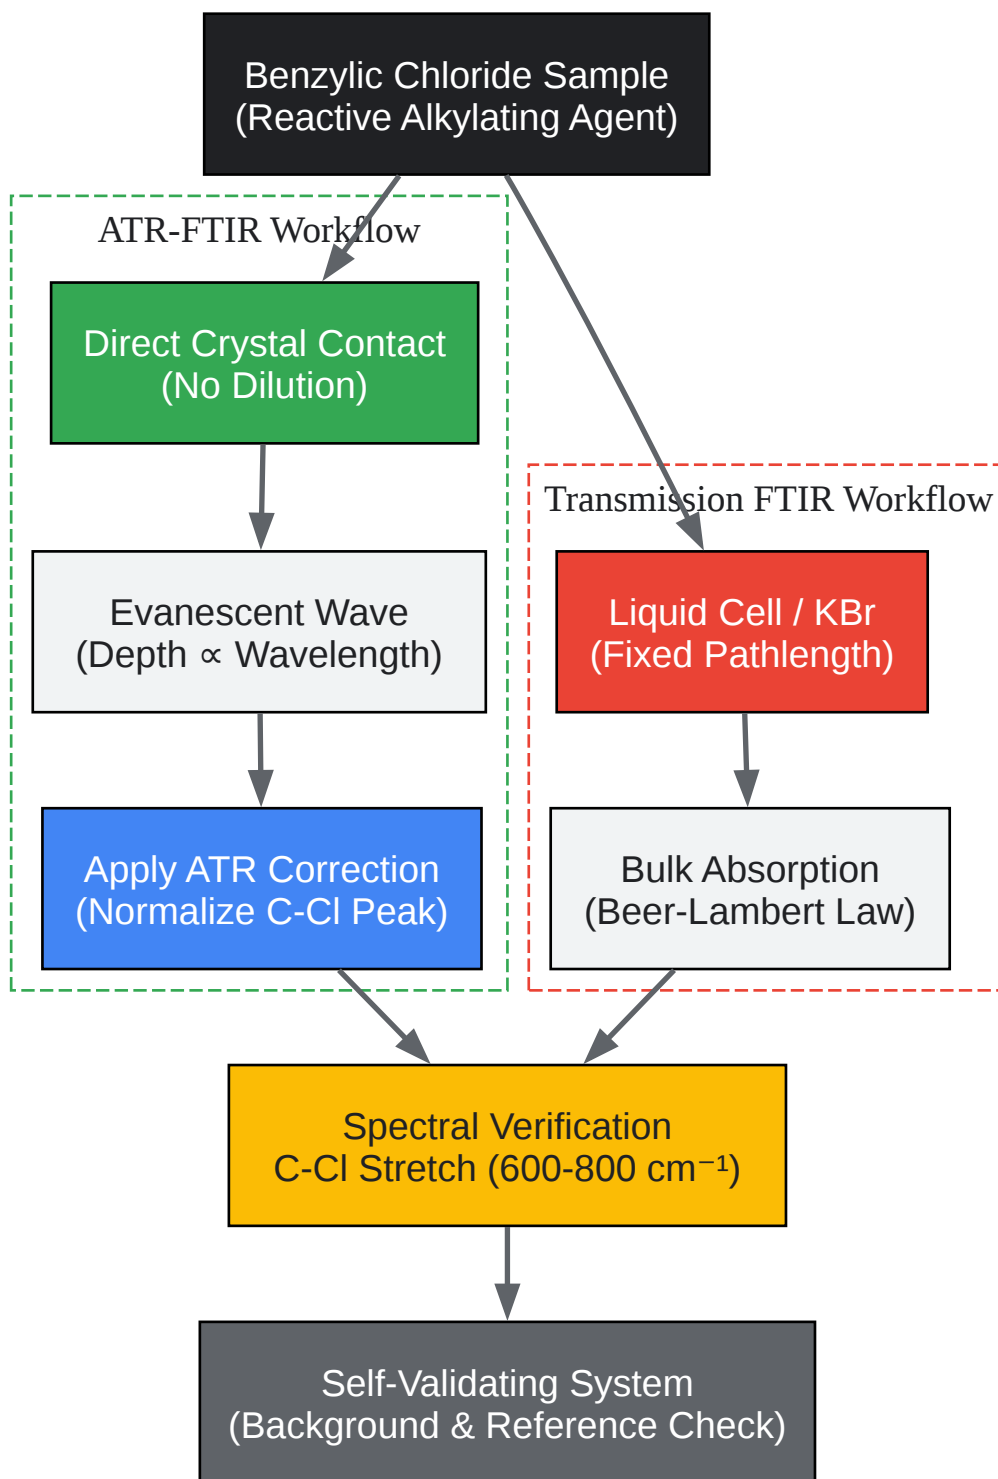 Benzylic Chloride Sample
(Reactive Alkylating Agent)
ATR-FTIR Workflow
Direct Crystal Contact
(No Dilution)
Evanescent Wave
(Depth ∝ Wavelength)
Apply ATR Correction
(Normalize C-Cl Peak)
Transmission FTIR Workflow
Liquid Cell / KBr
(Fixed Pathlength)
Bulk Absorption
(Beer-Lambert Law)
Spectral Verification
C-Cl Stretch (600-800 cm⁻¹)
Self-Validating System
(Background & Reference Check)